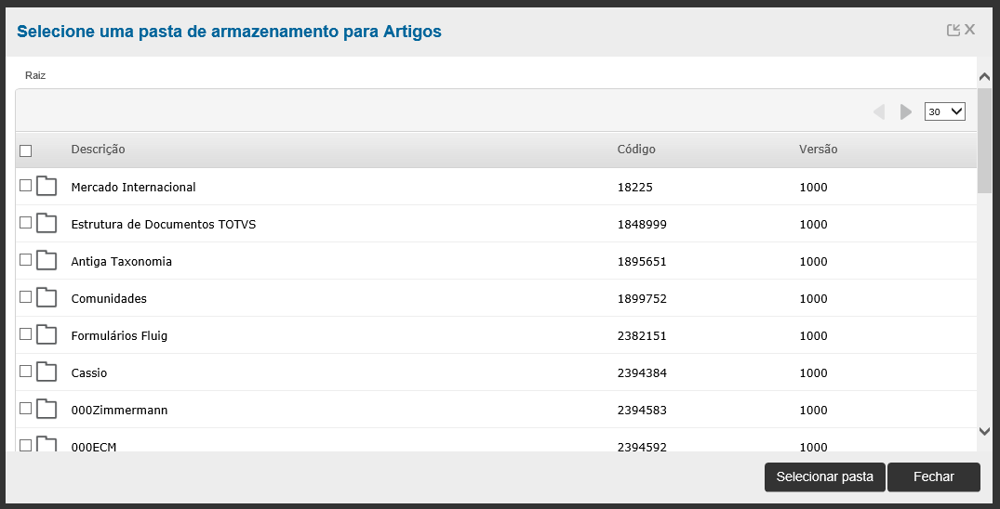 Selecione uma pasta de armazenamento para Artigos
Raiz
30
Descrição Código Versão
Mercado Internacional 18225 1000
Estrutura de Documentos TOTVS 1848999 1000
Antiga Taxonomia 1895651 1000
Comunidades 1899752 1000
Formulários Fluig 2382151 1000
Cassio 2394384 1000
000Zimmermann 2394583 1000
000ECM 2394592 1000
Selecionar pasta Fechar